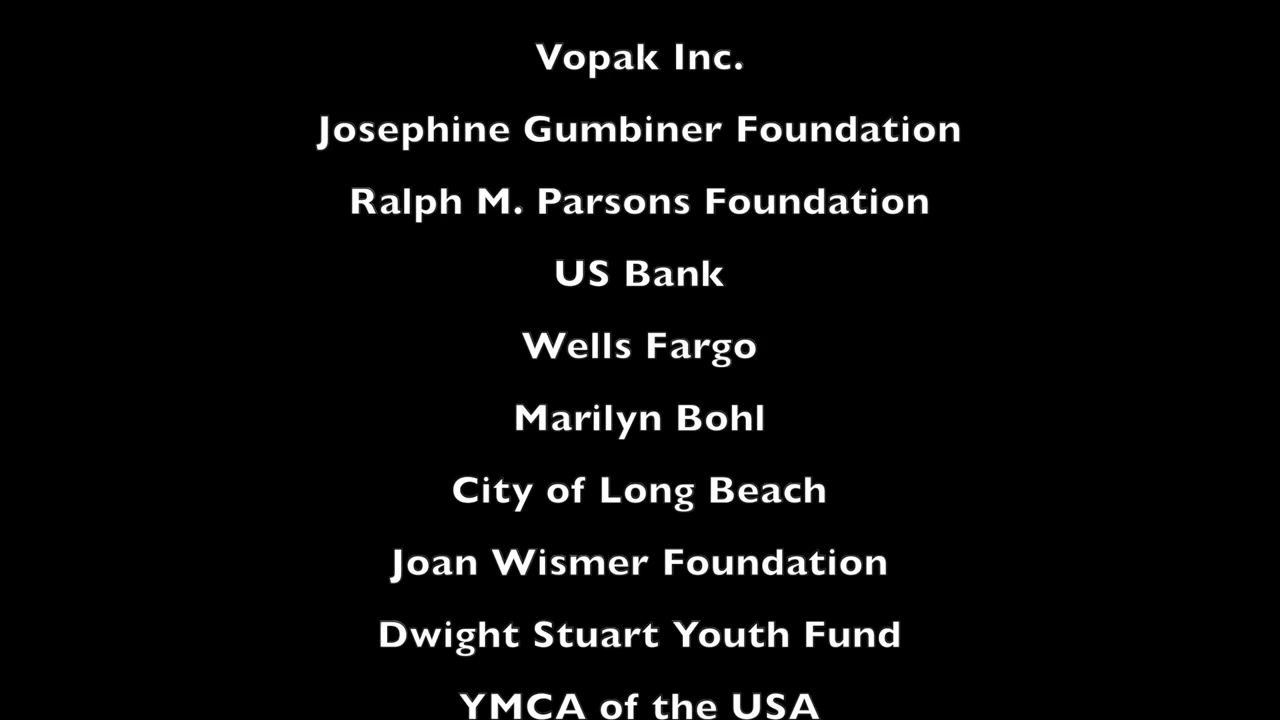 Vopak Inc.
Josephine Gumbiner Foundation
Ralph M. Parsons Foundation
US Bank
Wells Fargo
Marilyn Bohl
City of Long Beach
Joan Wismer Foundation
Dwight Stuart Youth Fund
YMCA of the USA